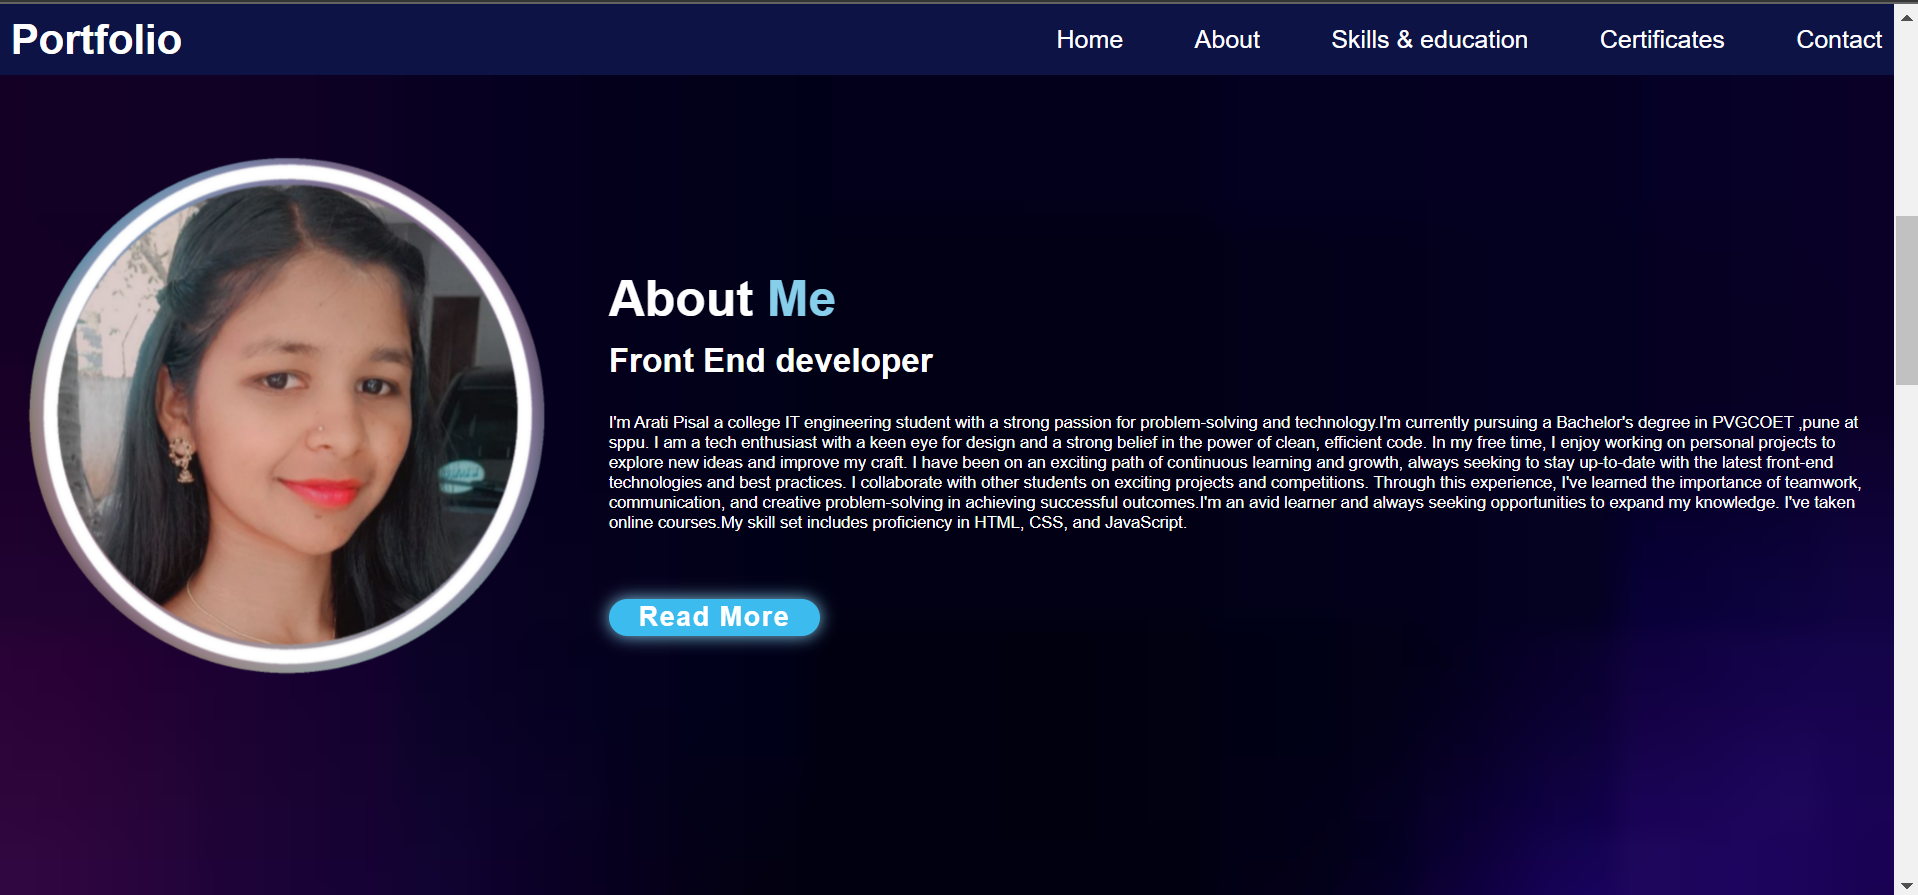 Portfolio
Home About Skills & education Certificates Contact
About Me
Front End developer
I'm Arati Pisal a college IT engineering student with a strong passion for problem-solving and technology.I'm currently pursuing a Bachelor's degree in PVGCOET ,pune at
sppu. I am a tech enthusiast with a keen eye for design and a strong belief in the power of clean, efficient code. In my free time, I enjoy working on personal projects to
explore new ideas and improve my craft. I have been on an exciting path of continuous learning and growth, always seeking to stay up-to-date with the latest front-end
technologies and best practices. I collaborate with other students on exciting projects and competitions. Through this experience, I've learned the importance of teamwork,
communication, and creative problem-solving in achieving successful outcomes.I'm an avid learner and always seeking opportunities to expand my knowledge. I've taken
online courses.My skill set includes proficiency in HTML, CSS, and JavaScript.
Read More